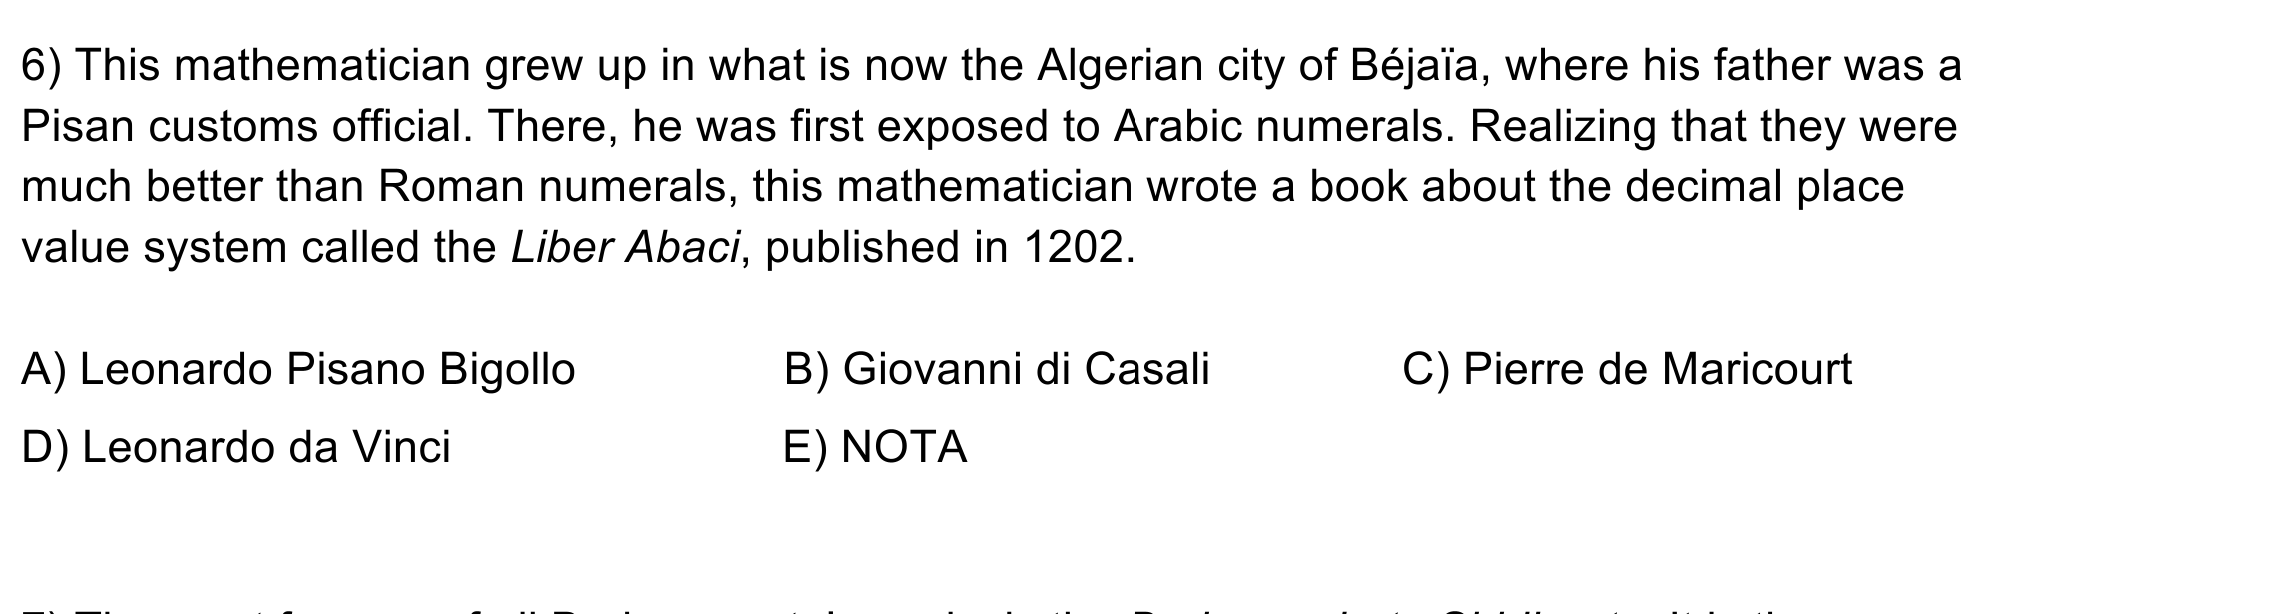 6) This mathematician grew up in what is now the Algerian city of Béjaïa, where his father was a
Pisan customs official. There, he was first exposed to Arabic numerals. Realizing that they were
much better than Roman numerals, this mathematician wrote a book about the decimal place
value system called the Liber Abaci, published in 1202.
A) Leonardo Pisano Bigollo B) Giovanni di Casali C) Pierre de Maricourt
D) Leonardo da Vinci E) NOTA